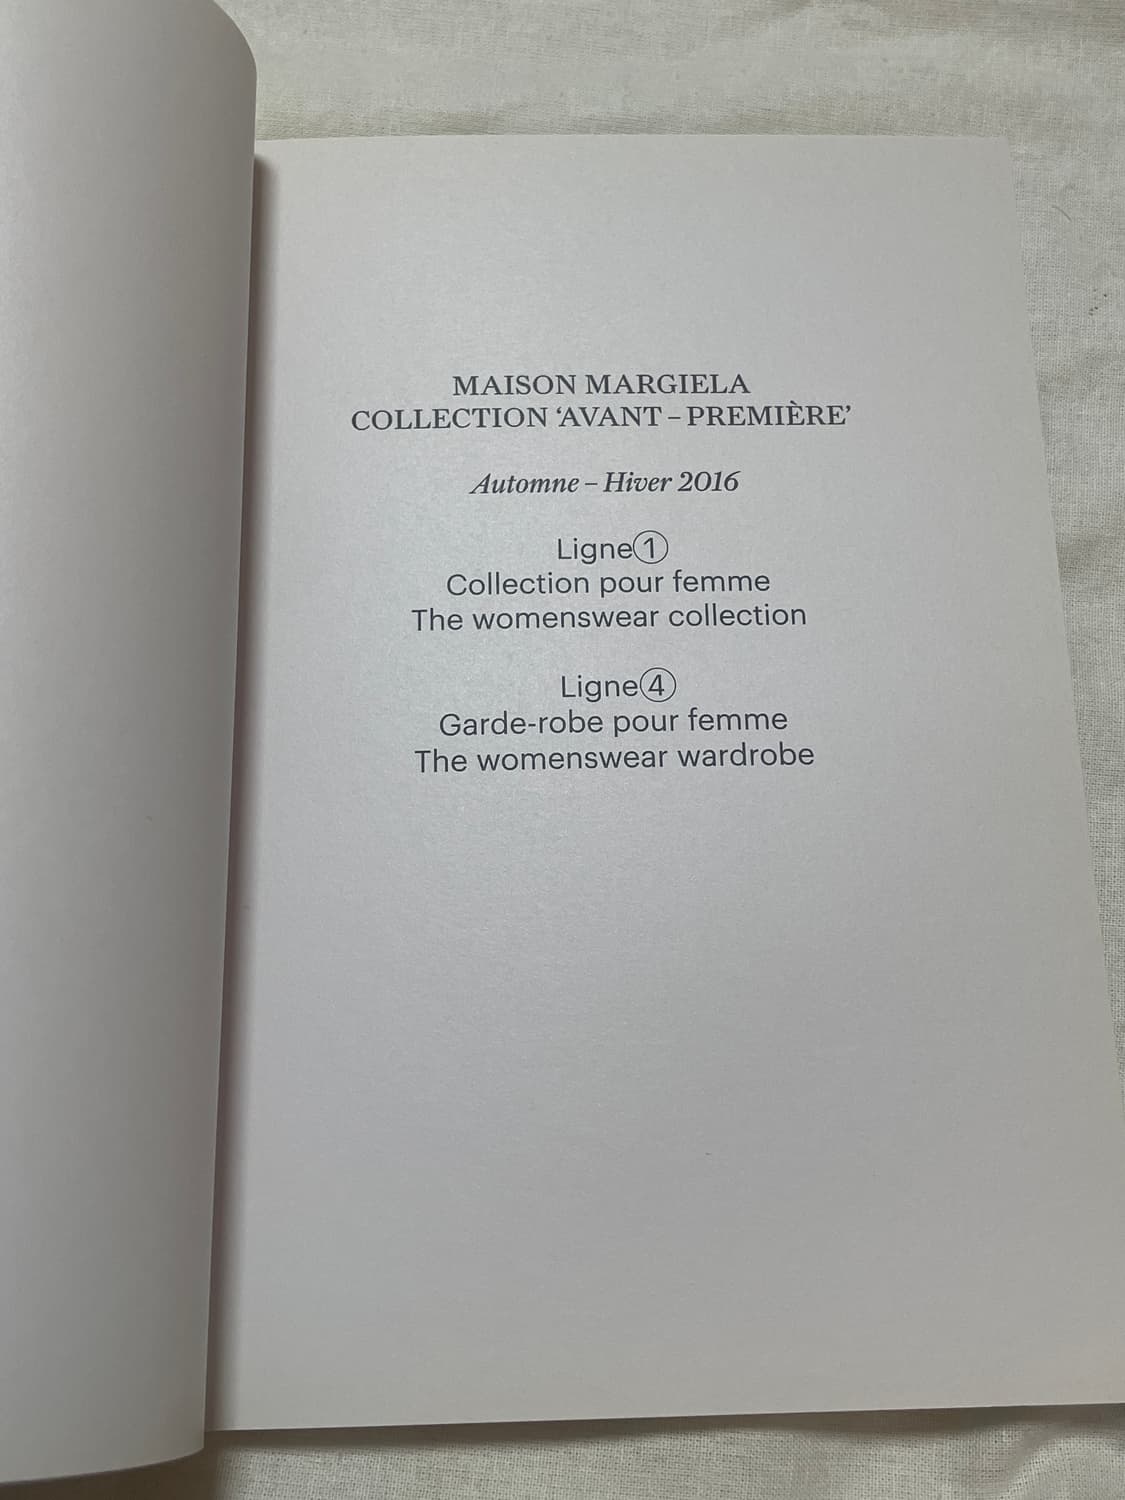 MAISON MARGIELA
COLLECTION ‘AVANT – PREMIÈRE’
Automne – Hiver 2016
Ligne①
Collection pour femme
The womenswear collection
Ligne④
Garde-robe pour femme
The womenswear wardrobe